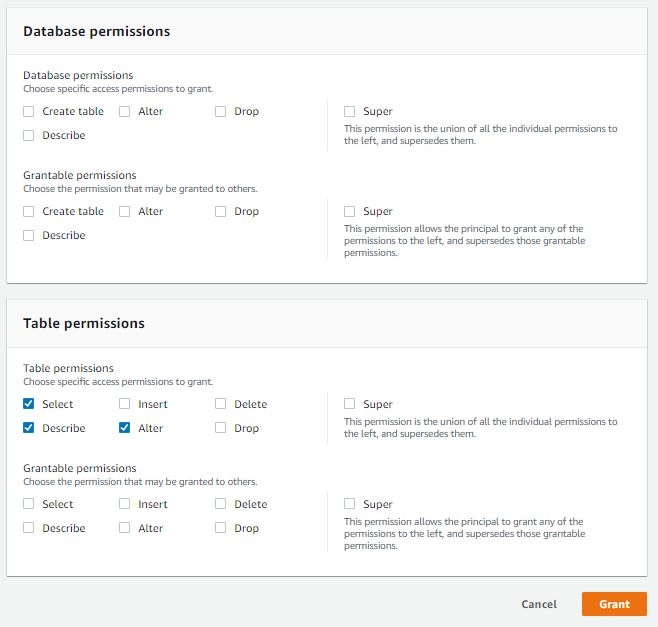 Database permissions
Database permissions
Choose specific access permissions to grant.
Create table Alter Drop Super
This permission is the union of all the individual permissions to
the left, and supersedes them.
Describe
Grantable permissions
Choose the permission that may be granted to others.
Create table Alter Drop Super
This permission allows the principal to grant any of the
permissions to the left, and supersedes those grantable
permissions.
Describe
Table permissions
Table permissions
Choose specific access permissions to grant.
Select Insert Delete Super
This permission is the union of all the individual permissions to
the left, and supersedes them.
Describe Alter Drop
Grantable permissions
Choose the permission that may be granted to others.
Select Insert Delete Super
This permission allows the principal to grant any of the
permissions to the left, and supersedes those grantable
permissions.
Describe Alter Drop
Cancel Grant